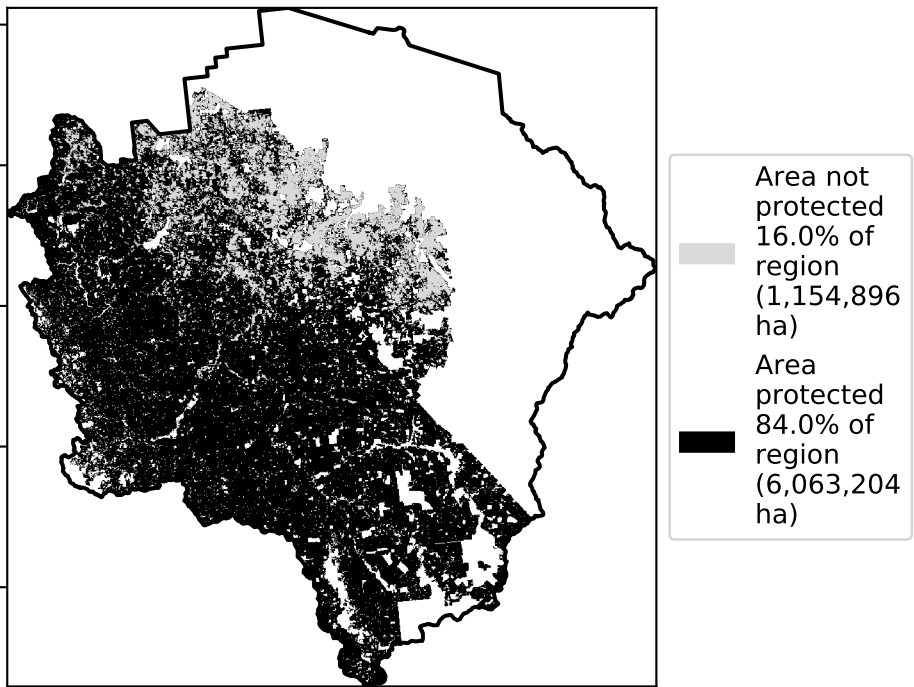 Area not
protected
16.0% of
region
(1,154,896
ha)
Area
protected
84.0% of
region
(6,063,204
ha)